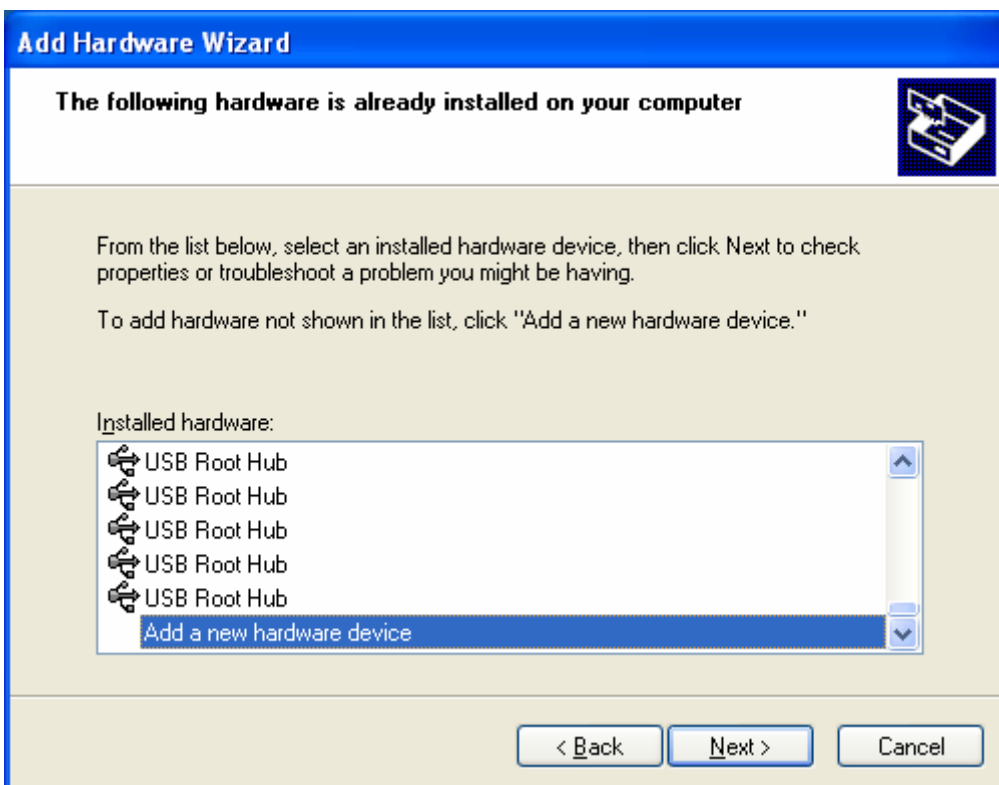 Add Hardware Wizard
The following hardware is already installed on your computer
From the list below, select an installed hardware device, then click Next to check
properties or troubleshoot a problem you might be having.
To add hardware not shown in the list, click "Add a new hardware device."
Installed hardware:
USB Root Hub
USB Root Hub
USB Root Hub
USB Root Hub
USB Root Hub
Add a new hardware device
< Back
Next >
Cancel